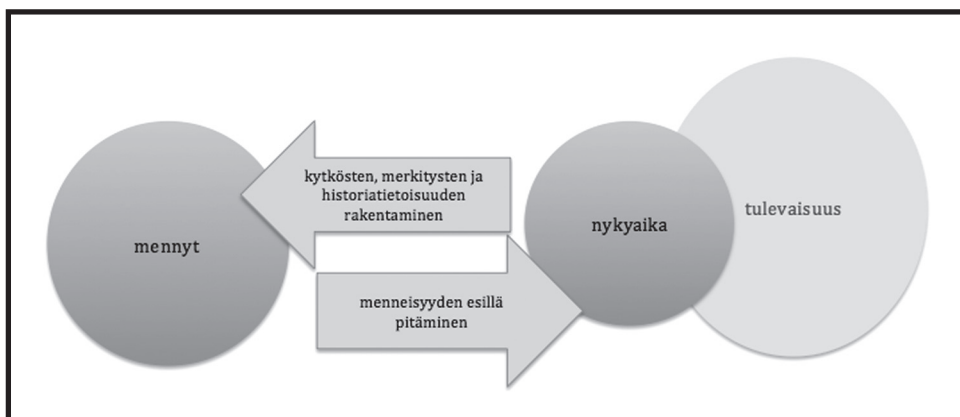 mennyt
kytkösten, merkitysten ja
historiatietoisuuden
rakentaminen
menneisyyden esillä
pitäminen
nykyaika
tulevaisuus